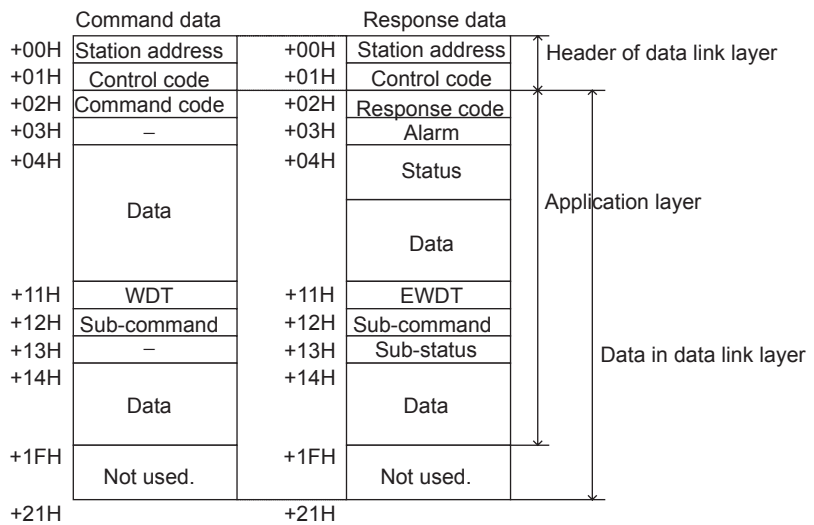 Command data Response data
+00H Station address +00H Station address Header of data link layer
+01H Control code +01H Control code
+02H Command code +02H Response code
+03H – +03H Alarm
+04H +04H Status
Data Application layer
Data
+11H WDT +11H EWDT
+12H Sub-command +12H Sub-command
+13H – +13H Sub-status Data in data link layer
+14H +14H
Data Data
+1FH +1FH
Not used. Not used.
+21H +21H